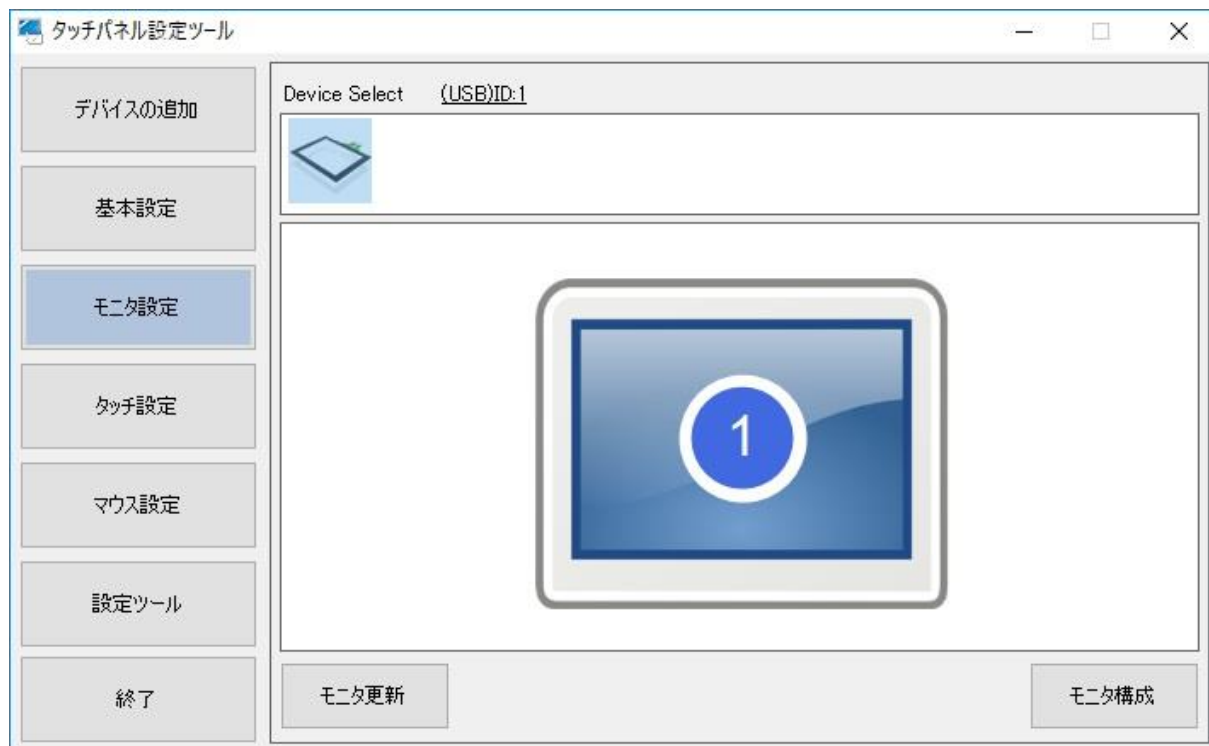 タッチパネル設定ツール
デバイスの追加
基本設定
モニタ設定
タッチ設定
マウス設定
設定ツール
終了
Device Select (USB)ID:1
1
モニタ更新
モニタ構成